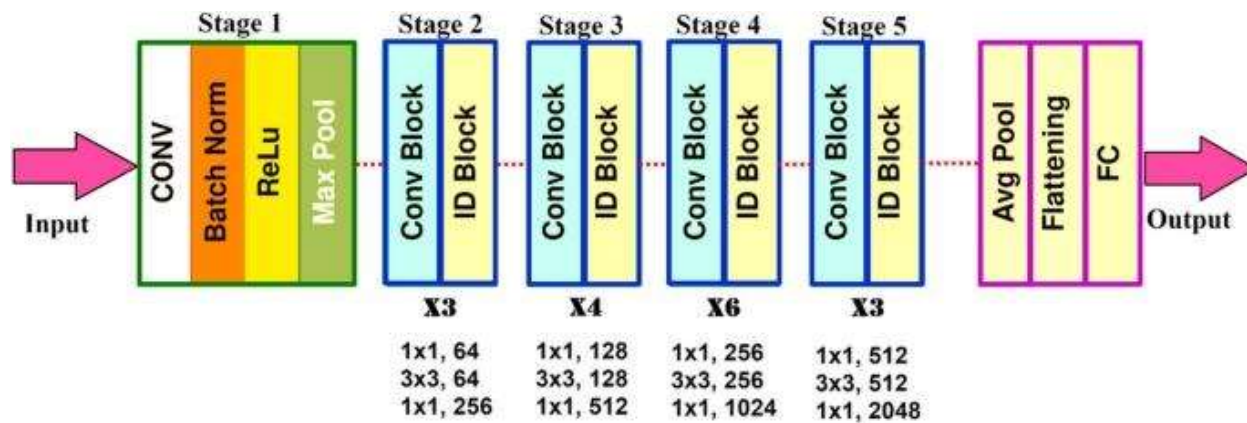 Stage 1
Stage 2
Stage 3
Stage 4
Stage 5
Input
CONV
Batch Norm
ReLu
Max Pool
Conv Block
ID Block
Conv Block
ID Block
Conv Block
ID Block
Conv Block
ID Block
Avg Pool
Flattening
FC
Output
X3
X4
X6
X3
1x1, 64
3x3, 64
1x1, 256
1x1, 128
3x3, 128
1x1, 512
1x1, 256
3x3, 256
1x1, 1024
1x1, 512
3x3, 512
1x1, 2048